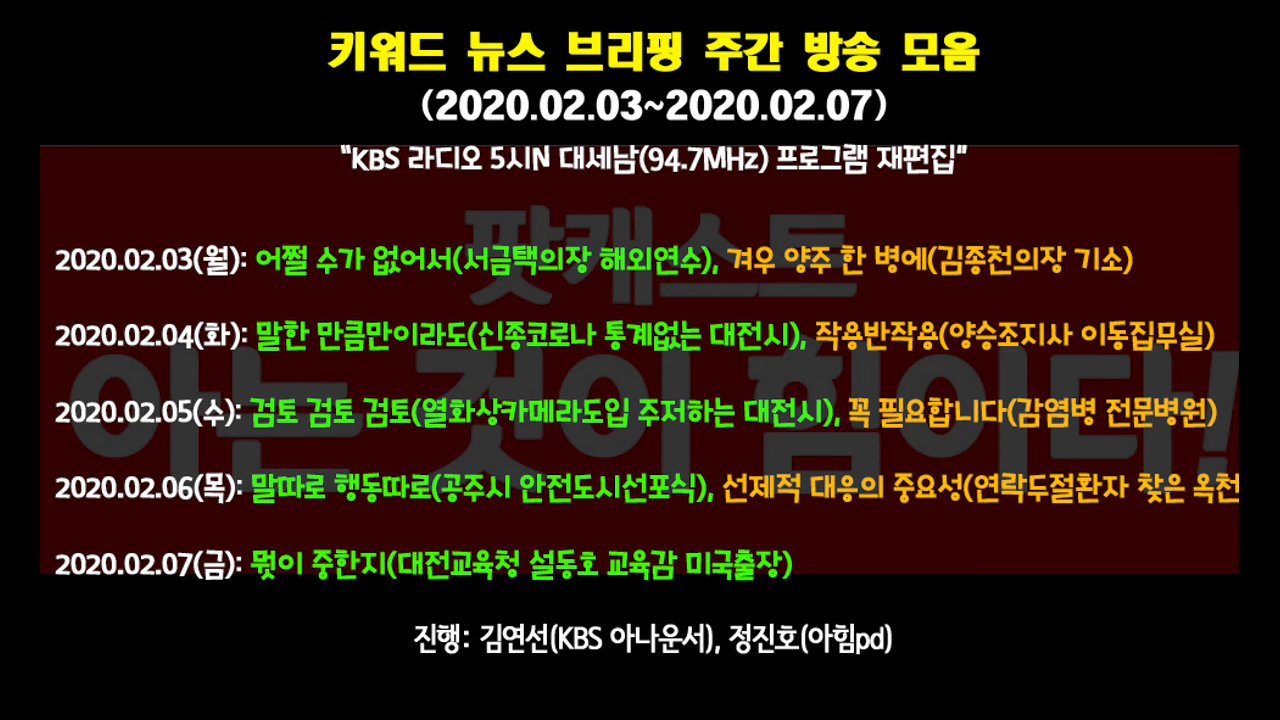 키워드 뉴스 브리핑 주간 방송 모음
(2020.02.03~2020.02.07)
"KBS 라디오 5시N 대세남(94.7MHz) 프로그램 재편집"
팟캐스트
2020.02.03(월): 어쩔 수가 없어서(서금택의장 해외연수), 겨우 양주 한 병에(김종천의장 기소)
2020.02.04(화): 말한 만큼만이라도(신종코로나 통계없는 대전시), 작용반작용(양승조지사 이동집무실)
아는 것이 힘이다!
2020.02.05(수): 검토 검토 검토(열화상카메라도입 주저하는 대전시), 꼭 필요합니다(감염병 전문병원)
2020.02.06(목): 말따로 행동따로(공주시 안전도시선포식), 선제적 대응의 중요성(연락두절환자 찾은 옥천
2020.02.07(금): 뭣이 중한지(대전교육청 설동호 교육감 미국출장)
진행: 김연선(KBS 아나운서), 정진호(아힘pd)